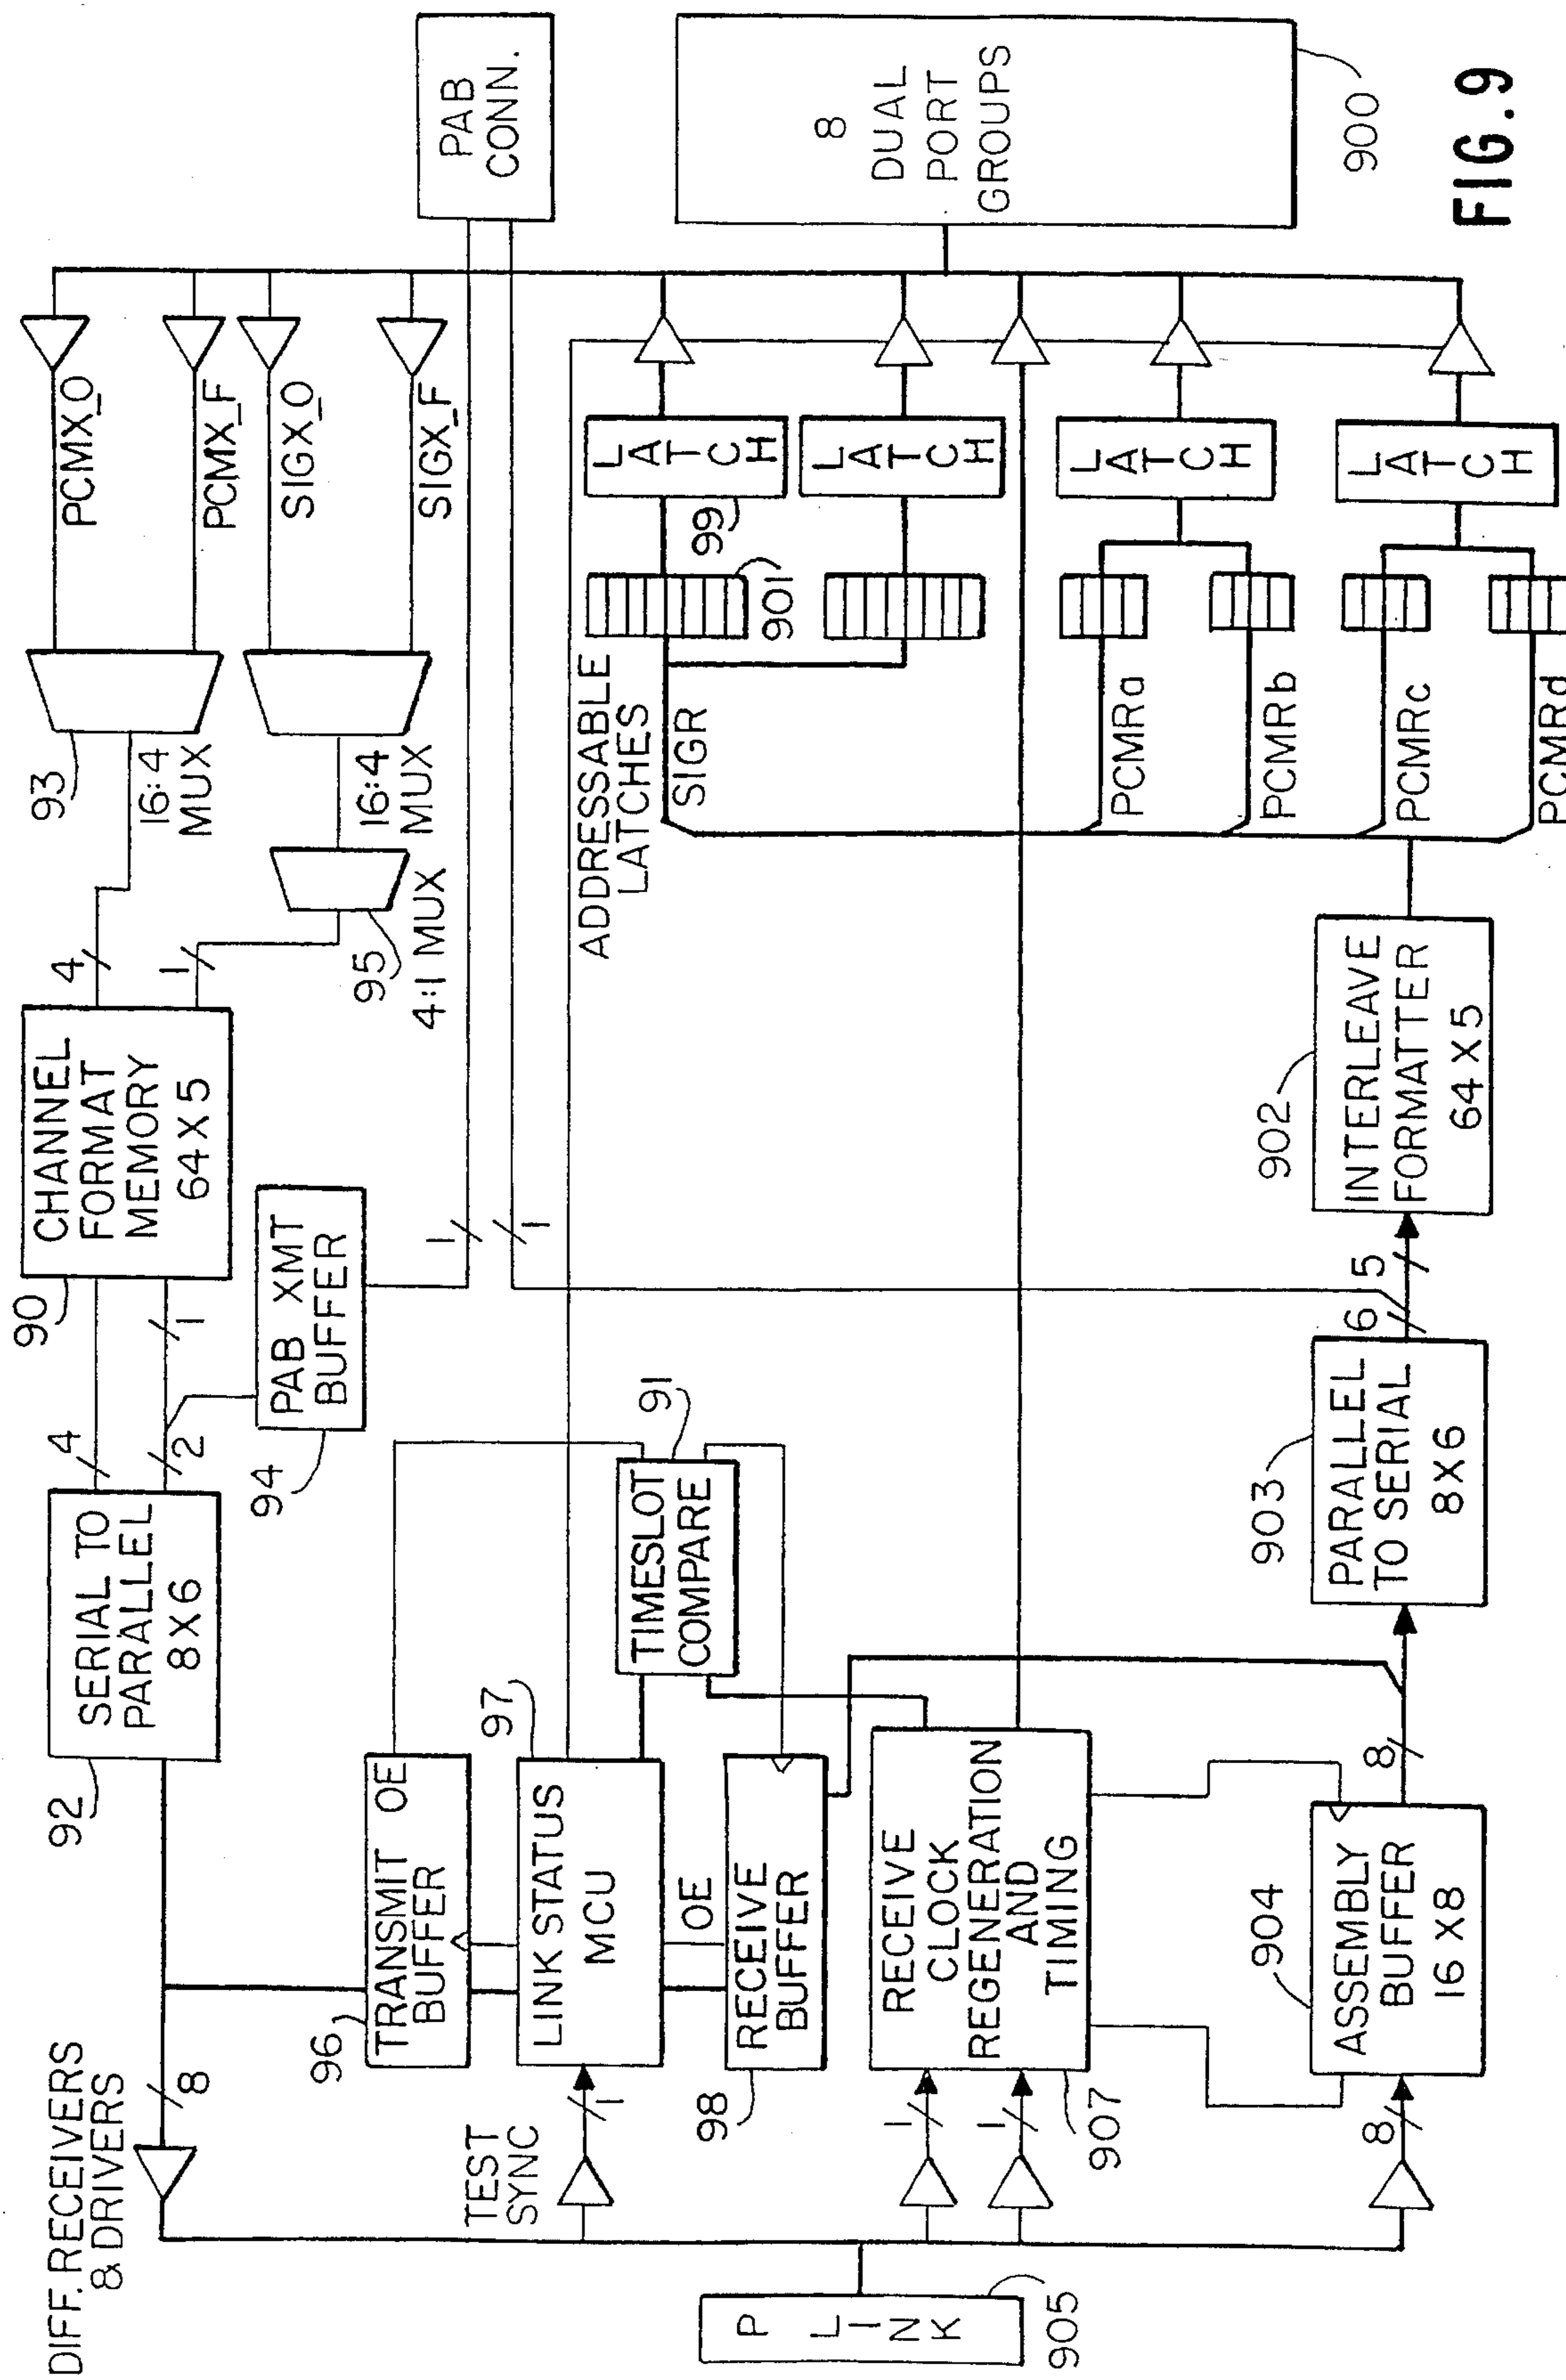 DIFF. RECEIVERS
& DRIVERS
8
92
SERIAL TO
PARALLEL
8X6
4
2
90
1
CHANNEL
FORMAT
MEMORY
64X5
4
1
93
16:4
MUX
PCMX_0
PCMX_F
SIGX_0
SIGX_F
16:4
MUX
95
4:1 MUX
94
PAB XMT
BUFFER
1
1
PAB
CONN.
TRANSMIT OE
BUFFER
96
TEST
SYNC
1
97
LINK STATUS
MCU
OE
RECEIVE
BUFFER
98
91
TIMESLOT
COMPARE
ADDRESSABLE
LATCHES
SIGR
901
99
LATCH
LATCH
LATCH
LATCH
8
DUAL
PORT
GROUPS
900
PCMRa
PCMRb
PCMRc
PCMRd
P
L
I
N
K
905
1
1
RECEIVE
CLOCK
REGENERATION
AND
TIMING
907
8
904
ASSEMBLY
BUFFER
16X8
8
903
PARALLEL
TO SERIAL
8X6
6
5
902
INTERLEAVE
FORMATTER
64X5
FIG. 9